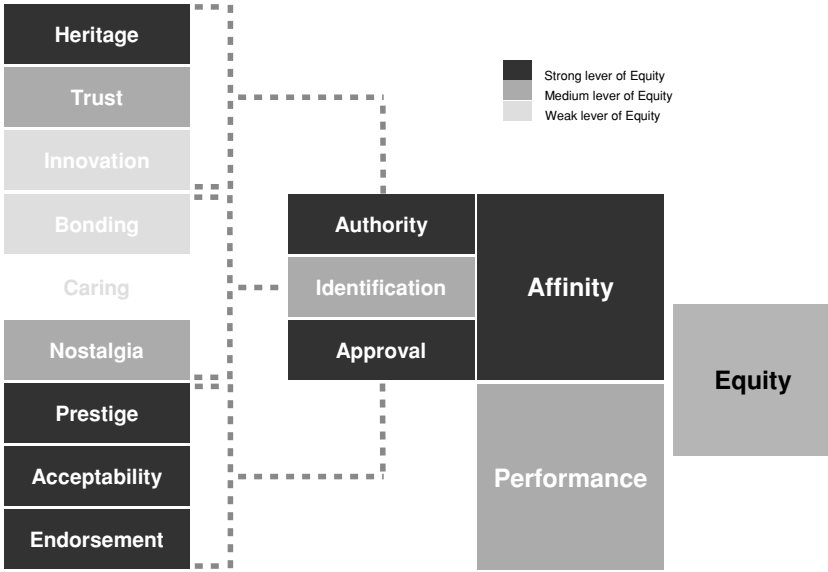 Heritage
Trust
Innovation
Bonding
Caring
Nostalgia
Prestige
Acceptability
Endorsement
Strong lever of Equity
Medium lever of Equity
Weak lever of Equity
Authority
Identification
Approval
Affinity
Performance
Equity